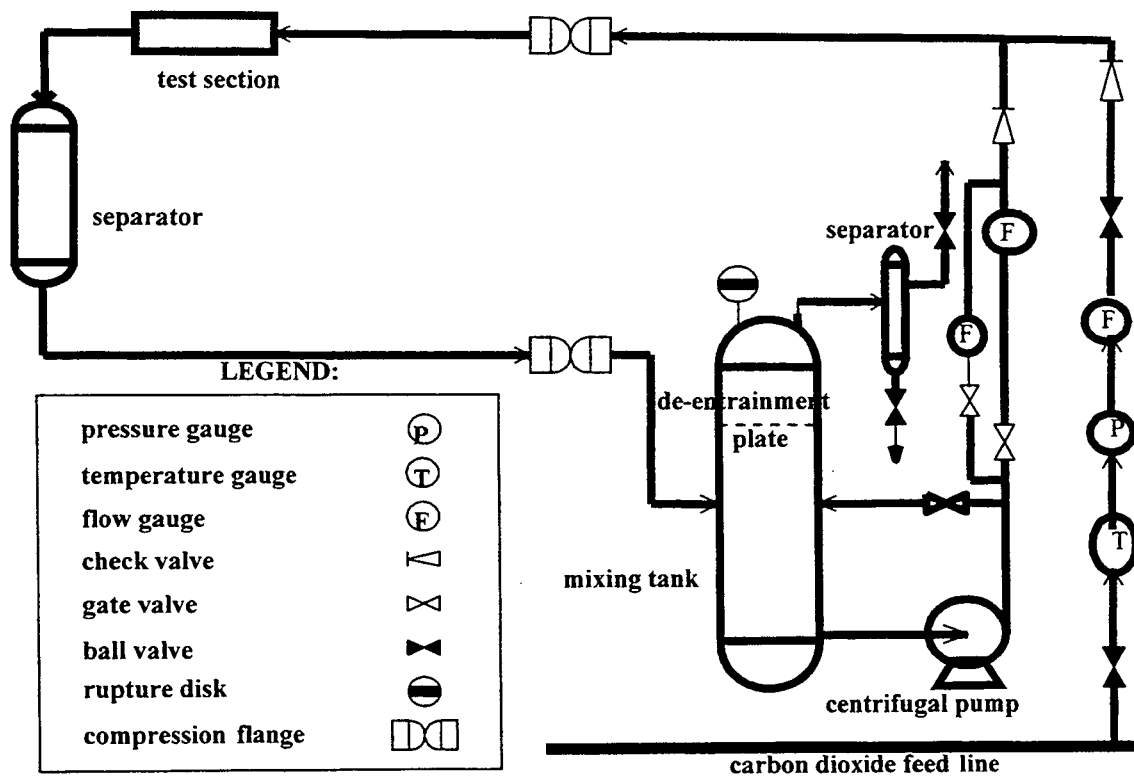 test section
separator
separator
F
F
F
P
T
de-entrainment
plate
mixing tank
centrifugal pump
carbon dioxide feed line
LEGEND:
pressure gauge P
temperature gauge T
flow gauge F
check valve
gate valve
ball valve
rupture disk
compression flange